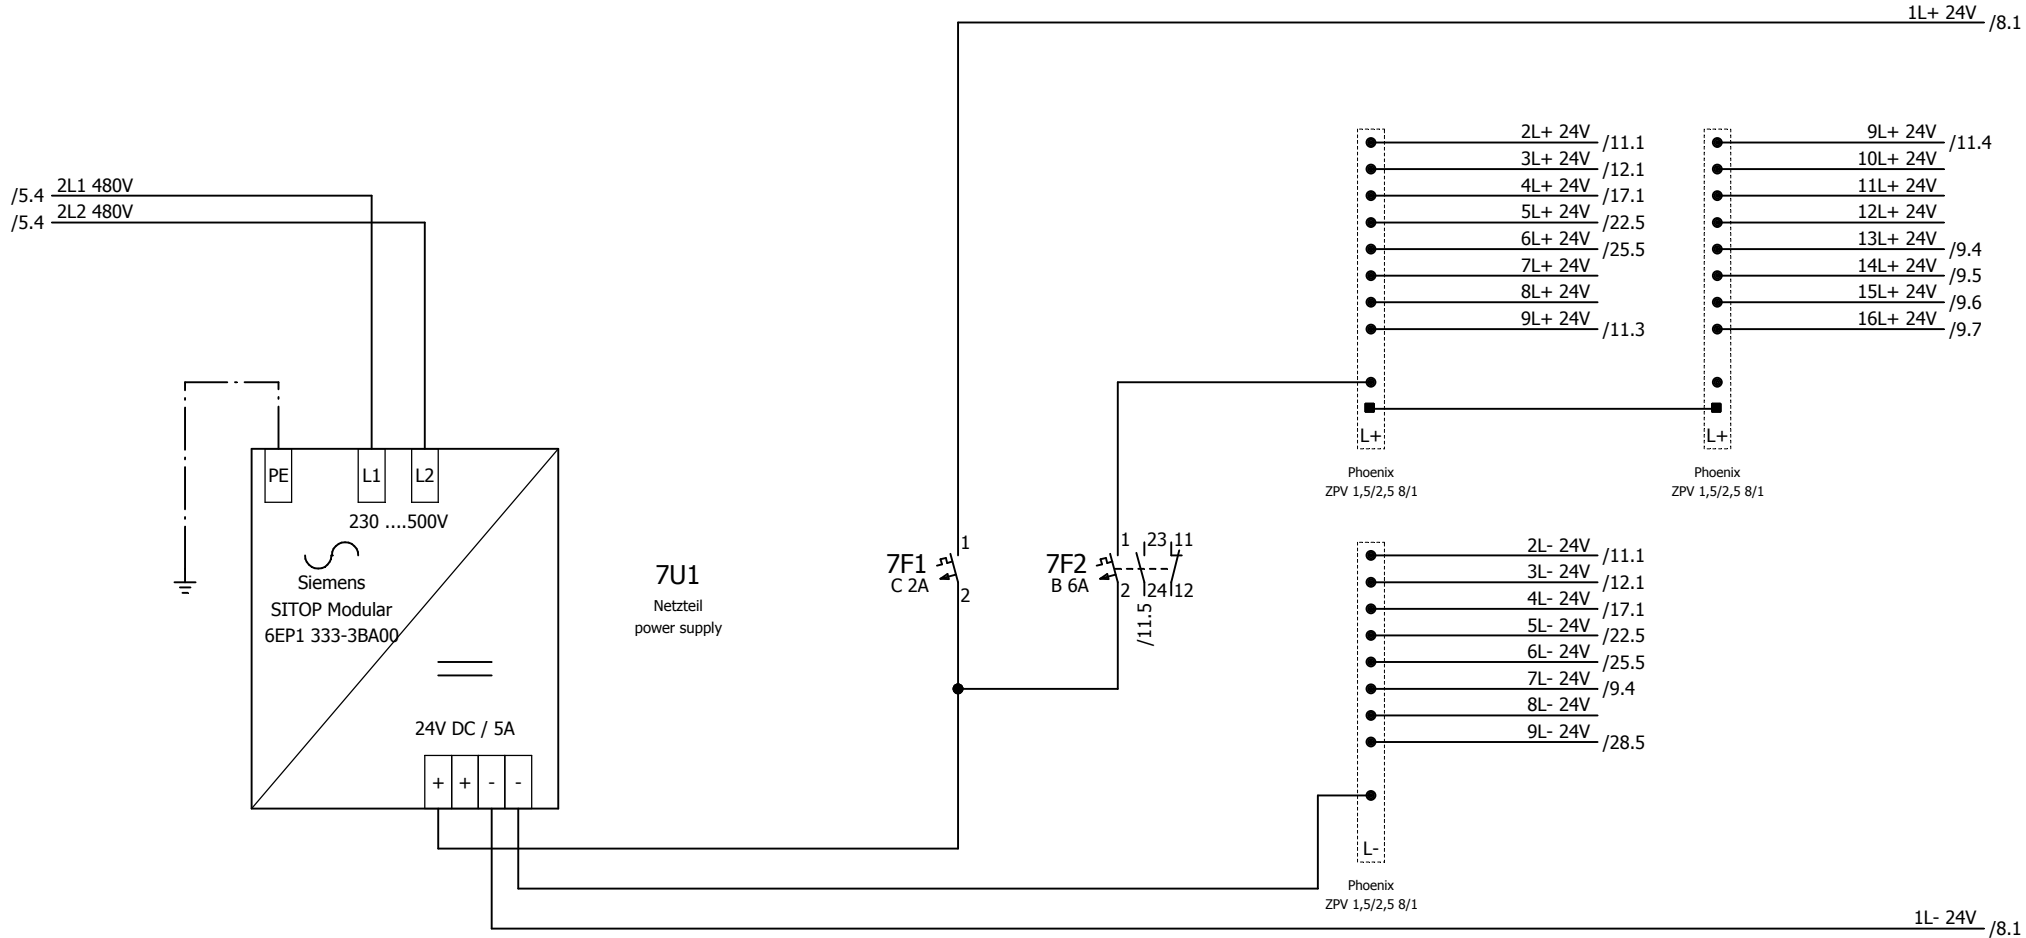 1L+ 24V /8.1
2L+ 24V /11.1
3L+ 24V /12.1
4L+ 24V /17.1
5L+ 24V /22.5
6L+ 24V /25.5
7L+ 24V
8L+ 24V
9L+ 24V /11.3
L+
Phoenix
ZPV 1,5/2,5 8/1
9L+ 24V /11.4
10L+ 24V
11L+ 24V
12L+ 24V
13L+ 24V /9.4
14L+ 24V /9.5
15L+ 24V /9.6
16L+ 24V /9.7
L+
Phoenix
ZPV 1,5/2,5 8/1
/5.4 2L1 480V
/5.4 2L2 480V
PE L1 L2
230 ....500V
Siemens
SITOP Modular
6EP1 333-3BA00
24V DC / 5A
+ + - -
7U1
Netzteil
power supply
1
7F1
C 2A
2
1 23 11
7F2
B 6A
2 24 12
/11.5
2L- 24V /11.1
3L- 24V /12.1
4L- 24V /17.1
5L- 24V /22.5
6L- 24V /25.5
7L- 24V /9.4
8L- 24V
9L- 24V /28.5
L-
Phoenix
ZPV 1,5/2,5 8/1
1L- 24V /8.1